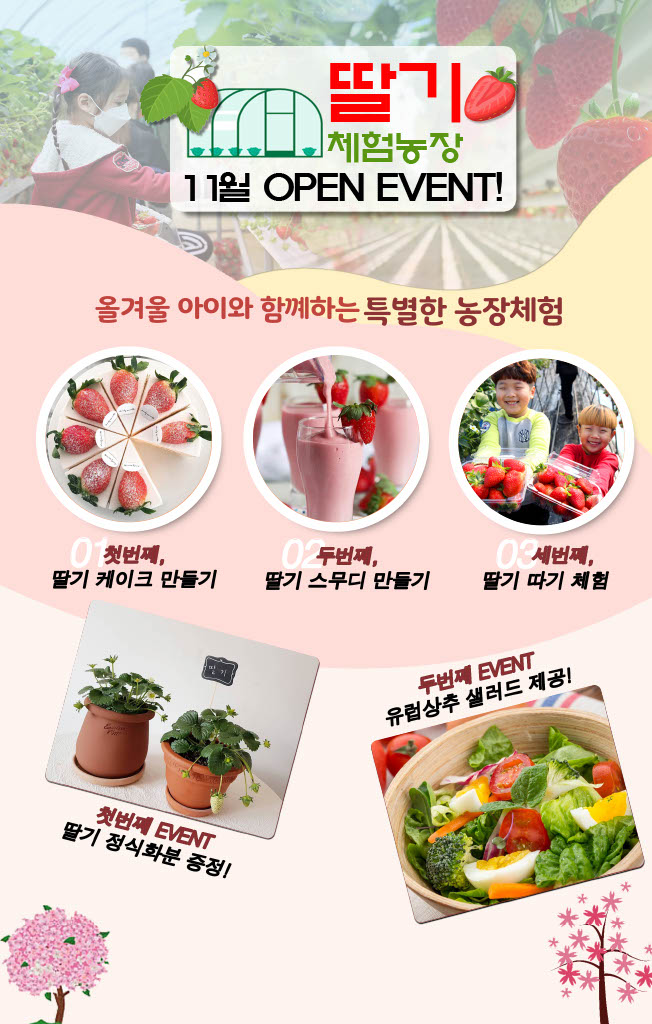 딸기
체험농장
11월 OPEN EVENT!
올겨울 아이와 함께하는 특별한 농장체험
01 첫번째,
딸기 케이크 만들기
02 두번째,
딸기 스무디 만들기
03 세번째,
딸기 따기 체험
딸기
첫번째 EVENT
딸기 정식화분 증정!
두번째 EVENT
유럽상추 샐러드 제공!